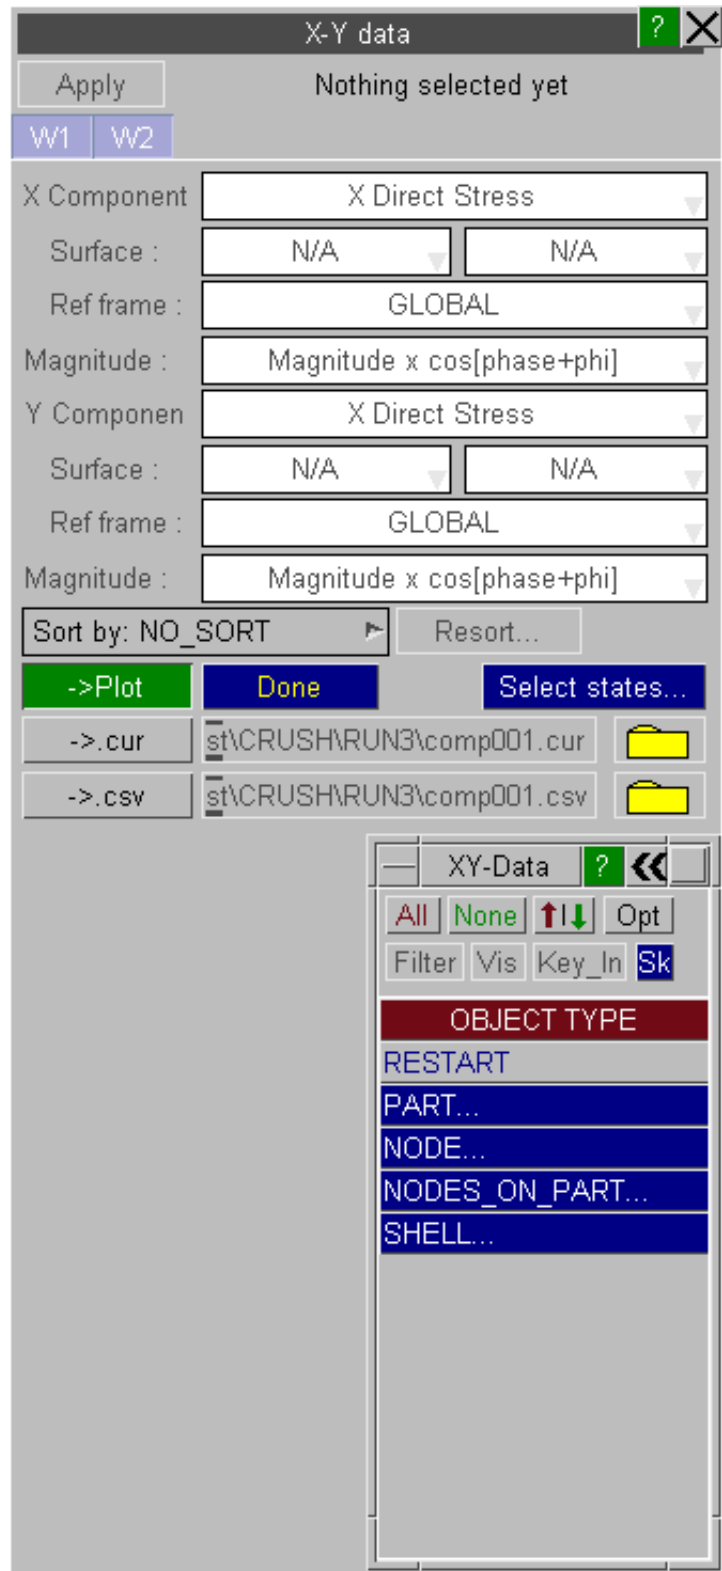 X-Y data ?
Apply Nothing selected yet
W1 W2
X Component X Direct Stress
Surface : N/A N/A
Ref frame : GLOBAL
Magnitude : Magnitude x cos[phase+phi]
Y Componen X Direct Stress
Surface : N/A N/A
Ref frame : GLOBAL
Magnitude : Magnitude x cos[phase+phi]
Sort by: NO_SORT Resort...
->Plot Done Select states...
->.cur st\CRUSH\RUN3\comp001.cur
->.csv st\CRUSH\RUN3\comp001.csv
XY-Data ?
All None Opt
Filter Vis Key_In Sk
OBJECT TYPE
RESTART
PART...
NODE...
NODES_ON_PART...
SHELL...